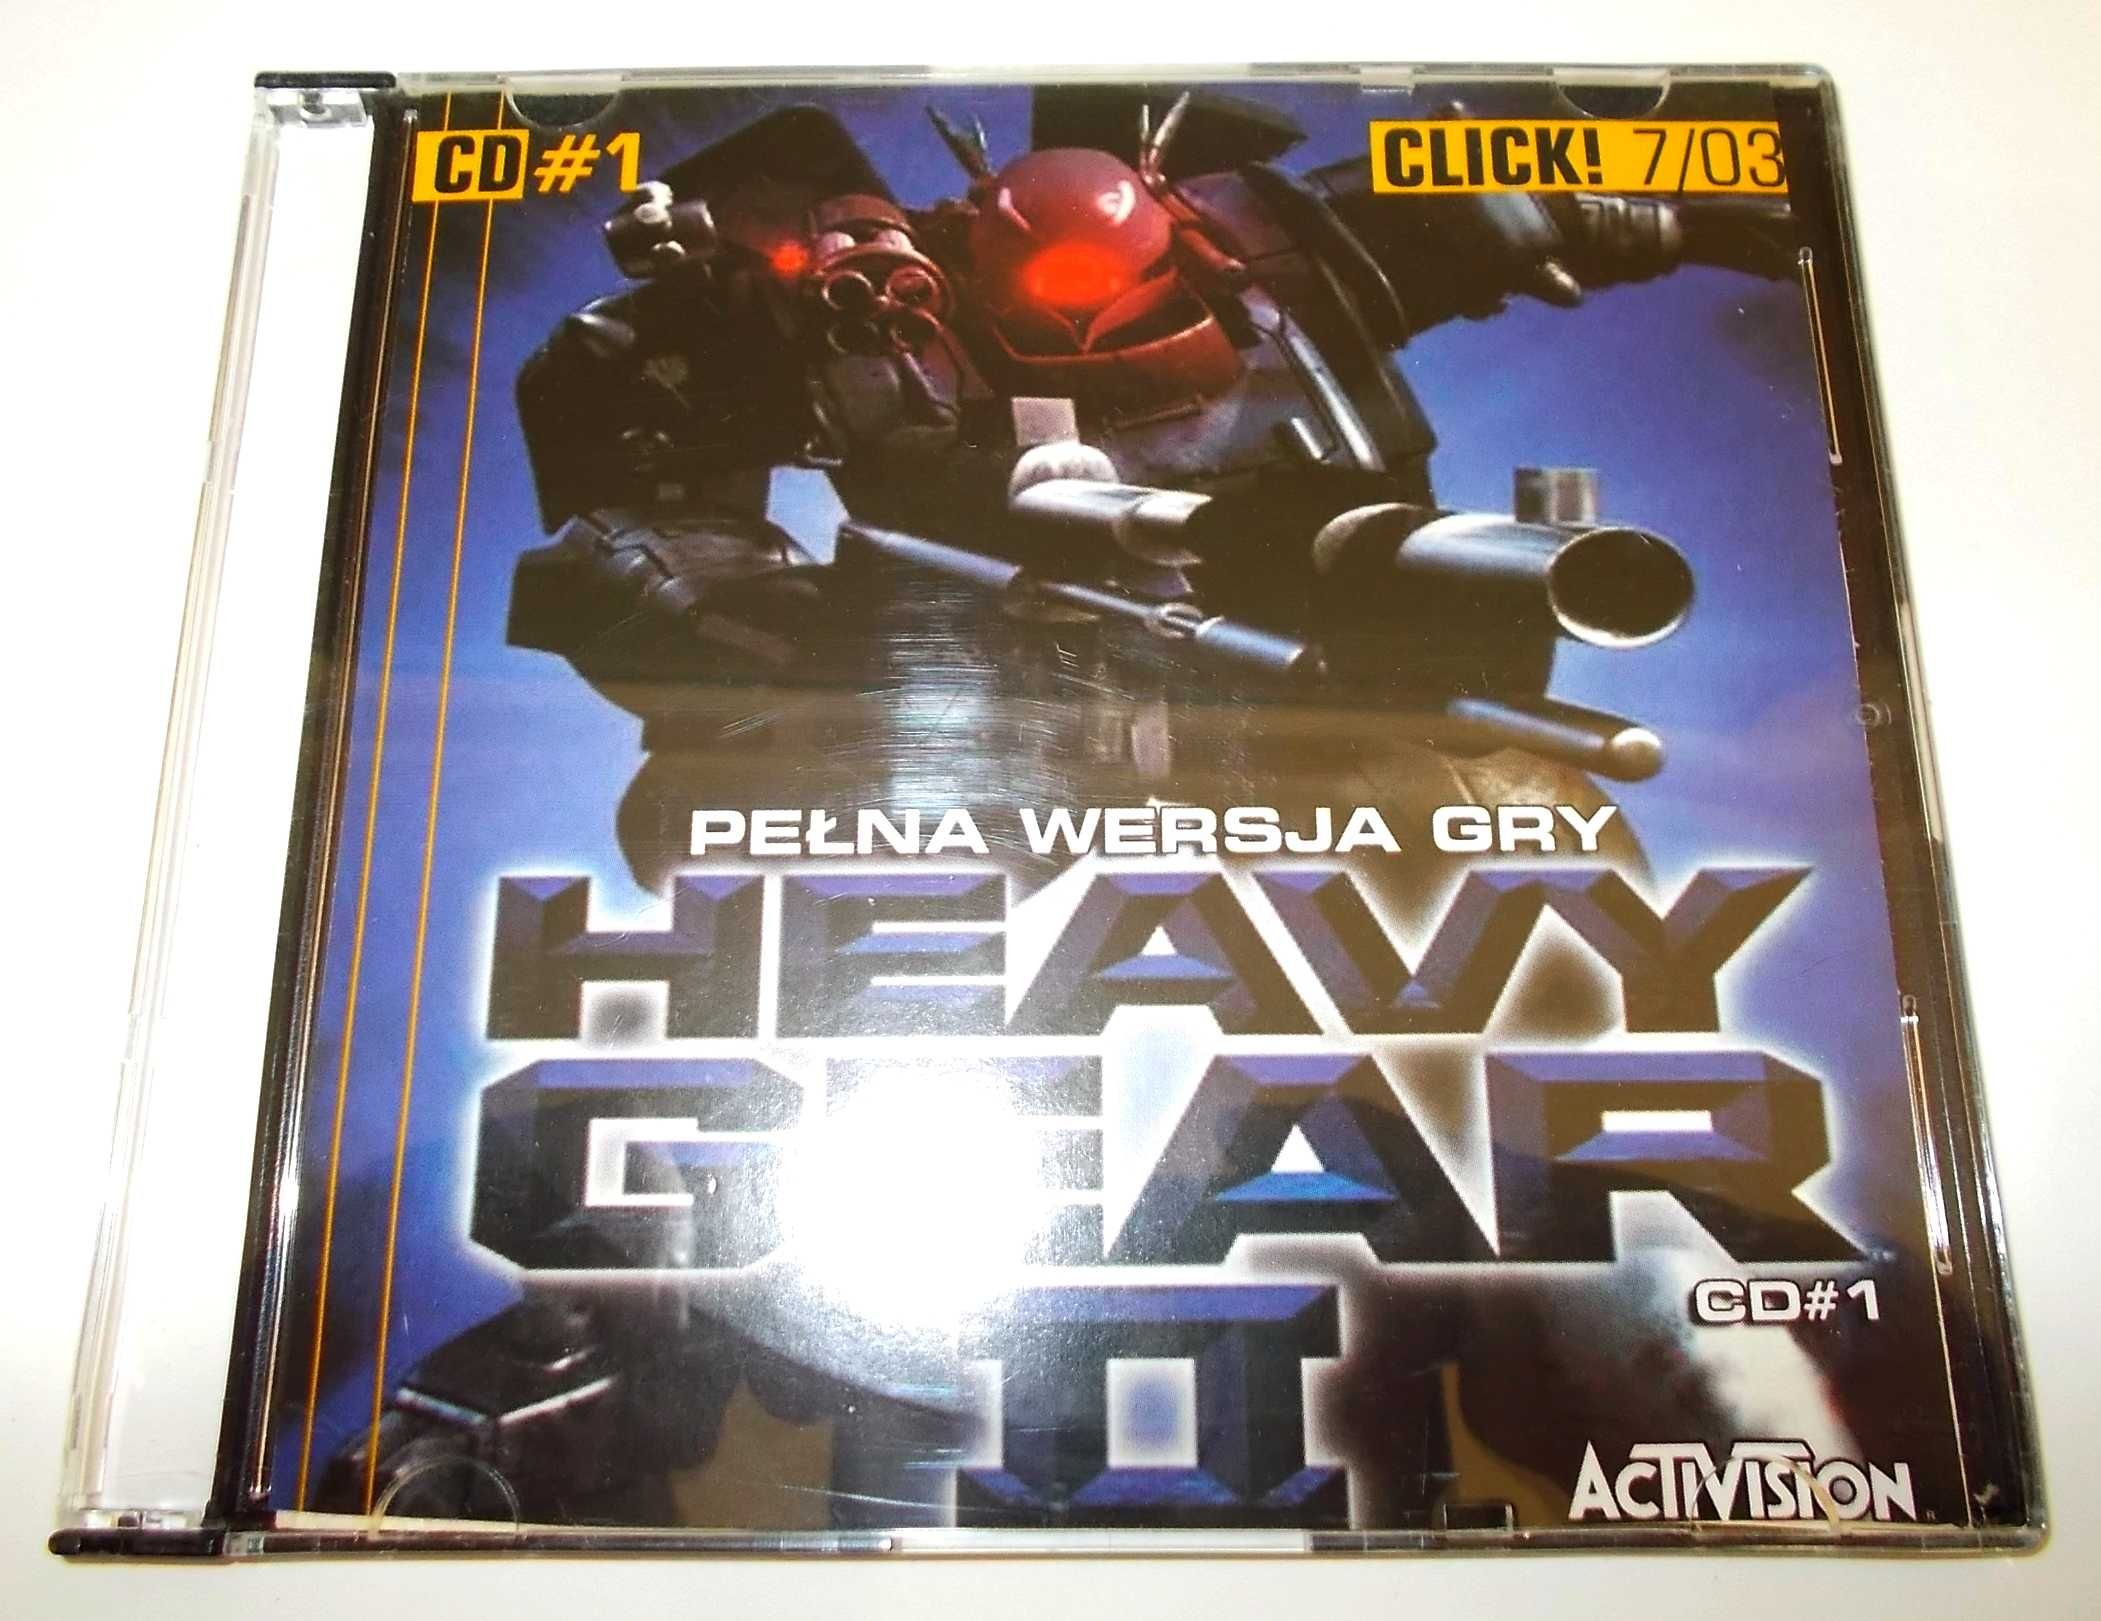 CD #1
CLICK! 7/03
PEŁNA WERSJA GRY
HEAVY
GEAR
II
CD#1
ACTIVISION